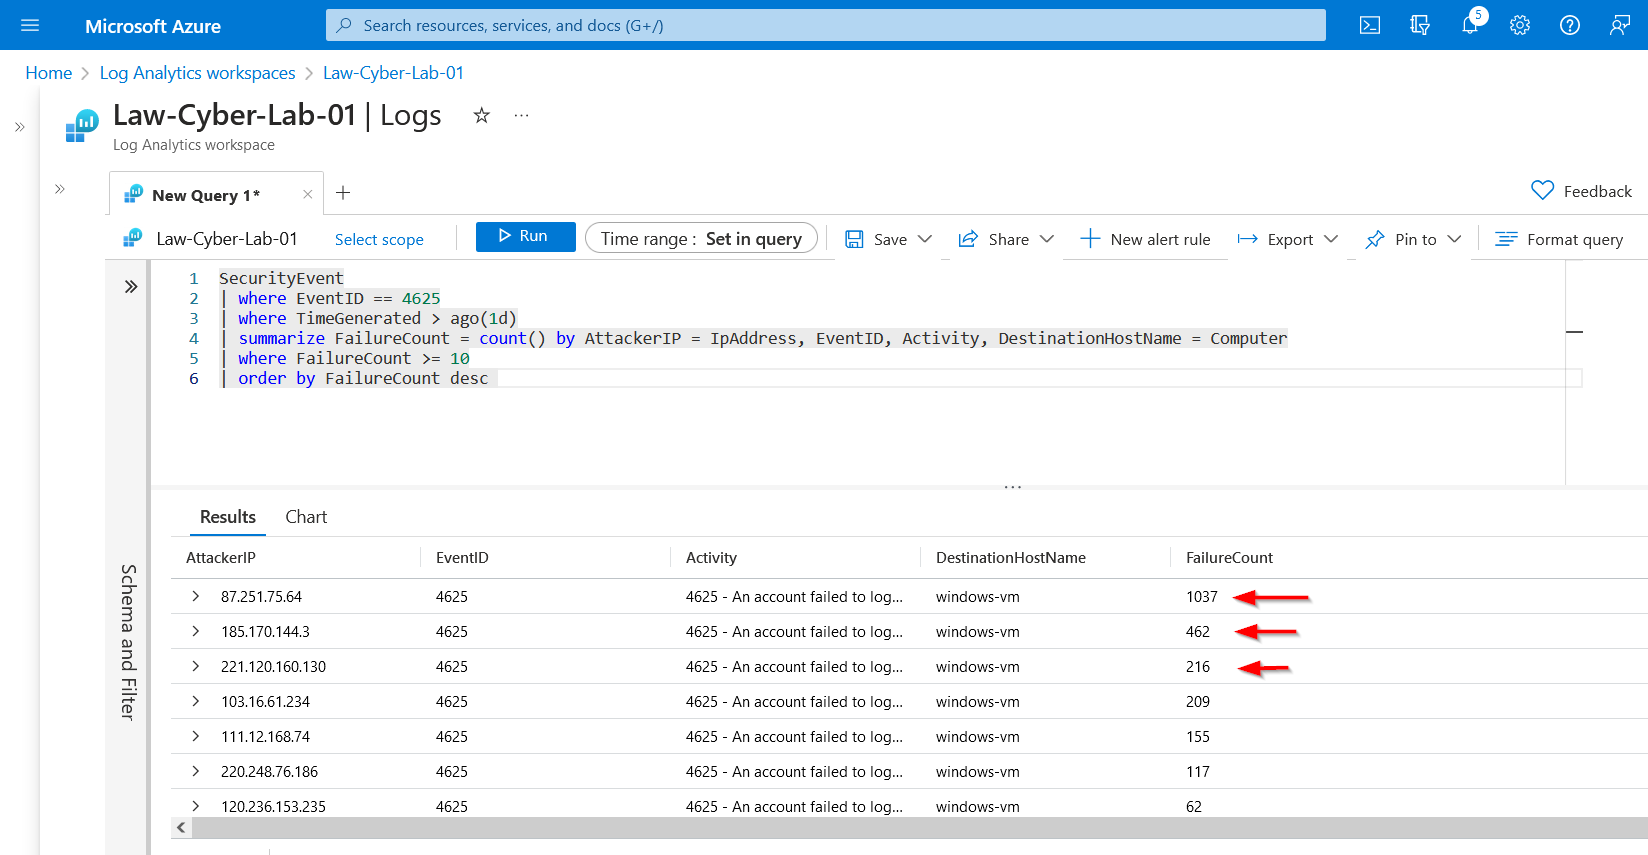 Microsoft Azure
Search resources, services, and docs (G+/)
5
Home > Log Analytics workspaces > Law-Cyber-Lab-01
Law-Cyber-Lab-01 | Logs
Log Analytics workspace
New Query 1*
Feedback
Law-Cyber-Lab-01 Select scope Run Time range : Set in query Save Share New alert rule Export Pin to Format query
1 SecurityEvent
2 | where EventID == 4625
3 | where TimeGenerated > ago(1d)
4 | summarize FailureCount = count() by AttackerIP = IpAddress, EventID, Activity, DestinationHostName = Computer
5 | where FailureCount >= 10
6 | order by FailureCount desc
Schema and Filter
Results Chart
AttackerIP EventID Activity DestinationHostName FailureCount
87.251.75.64 4625 4625 - An account failed to log... windows-vm 1037
185.170.144.3 4625 4625 - An account failed to log... windows-vm 462
221.120.160.130 4625 4625 - An account failed to log... windows-vm 216
103.16.61.234 4625 4625 - An account failed to log... windows-vm 209
111.12.168.74 4625 4625 - An account failed to log... windows-vm 155
220.248.76.186 4625 4625 - An account failed to log... windows-vm 117
120.236.153.235 4625 4625 - An account failed to log... windows-vm 62